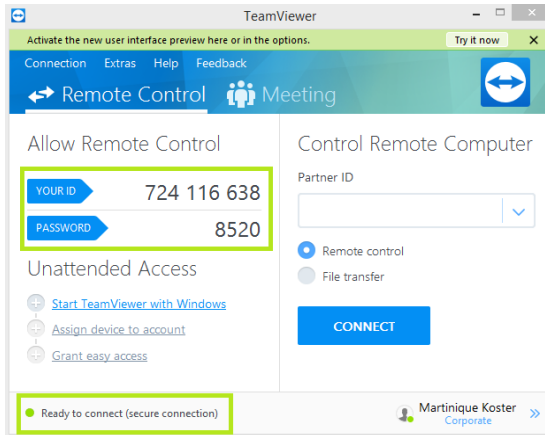 TeamViewer
Activate the new user interface preview here or in the options. Try it now
Connection Extras Help Feedback
Remote Control Meeting
Allow Remote Control
YOUR ID 724 116 638
PASSWORD 8520
Unattended Access
Start TeamViewer with Windows
Assign device to account
Grant easy access
Control Remote Computer
Partner ID
Remote control
File transfer
CONNECT
Ready to connect (secure connection)
Martinique Koster
Corporate